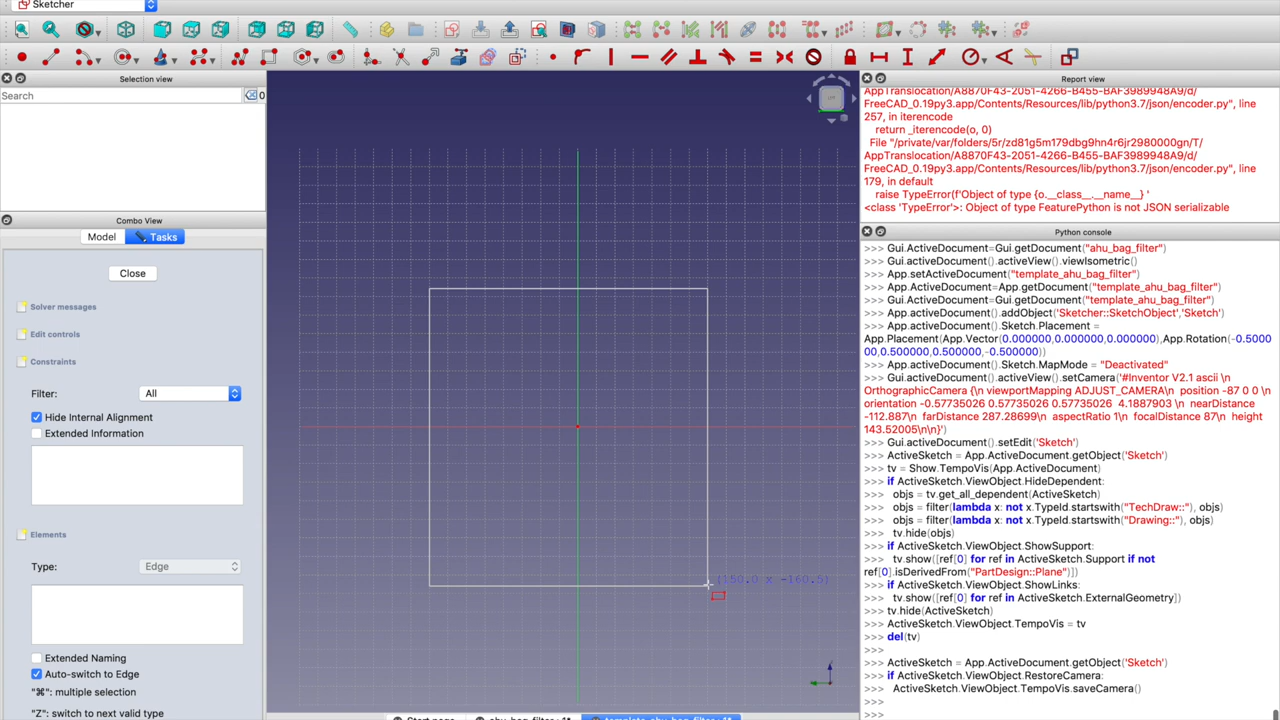 Sketcher
Selection view
Search
0
Combo View
Model
Tasks
Close
Solver messages
Edit controls
Constraints
Filter:
All
Hide Internal Alignment
Extended Information
Elements
Type:
Edge
Extended Naming
Auto-switch to Edge
"⌘": multiple selection
"Z": switch to next valid type
(150.0 x -160.5)
Start page
ahu_bag_filter : 1*
template_ahu_bag_filter : 1*
Report view
AppTranslocation/A8870F43-2051-4266-B455-BAF3989948A9/d/
FreeCAD_0.19py3.app/Contents/Resources/lib/python3.7/json/encoder.py", line
257, in iterencode
return _iterencode(o, 0)
File "/private/var/folders/5r/zd81g5m179dbg9hn4r6jr2980000gn/T/
AppTranslocation/A8870F43-2051-4266-B455-BAF3989948A9/d/
FreeCAD_0.19py3.app/Contents/Resources/lib/python3.7/json/encoder.py", line
179, in default
raise TypeError(f'Object of type {o.__class__.__name__} '
<class 'TypeError'>: Object of type FeaturePython is not JSON serializable
Python console
>>> Gui.ActiveDocument=Gui.getDocument("ahu_bag_filter")
>>> Gui.activeDocument().activeView().viewIsometric()
>>> App.setActiveDocument("template_ahu_bag_filter")
>>> App.ActiveDocument=App.getDocument("template_ahu_bag_filter")
>>> Gui.ActiveDocument=Gui.getDocument("template_ahu_bag_filter")
>>> App.activeDocument().addObject('Sketcher::SketchObject','Sketch')
>>> App.activeDocument().Sketch.Placement =
App.Placement(App.Vector(0.000000,0.000000,0.000000),App.Rotation(-0.5000
00,0.500000,0.500000,-0.500000))
>>> App.activeDocument().Sketch.MapMode = "Deactivated"
>>> Gui.activeDocument().activeView().setCamera('#Inventor V2.1 ascii \n
OrthographicCamera {\n viewportMapping ADJUST_CAMERA\n position -87 0 0 \n
orientation -0.57735026 0.57735026 0.57735026 4.1887903 \n nearDistance
-112.887\n farDistance 287.28699\n aspectRatio 1\n focalDistance 87\n height
143.52005\n\n}')
>>> Gui.activeDocument().setEdit('Sketch')
>>> ActiveSketch = App.ActiveDocument.getObject('Sketch')
>>> tv = Show.TempoVis(App.ActiveDocument)
>>> if ActiveSketch.ViewObject.HideDependent:
>>> objs = tv.get_all_dependent(ActiveSketch)
>>> objs = filter(lambda x: not x.TypeId.startswith("TechDraw::"), objs)
>>> objs = filter(lambda x: not x.TypeId.startswith("Drawing::"), objs)
>>> tv.hide(objs)
>>> if ActiveSketch.ViewObject.ShowSupport:
>>> tv.show([ref[0] for ref in ActiveSketch.Support if not
ref[0].isDerivedFrom("PartDesign::Plane")])
>>> if ActiveSketch.ViewObject.ShowLinks:
>>> tv.show([ref[0] for ref in ActiveSketch.ExternalGeometry])
>>> tv.hide(ActiveSketch)
>>> ActiveSketch.ViewObject.TempoVis = tv
>>> del(tv)
>>>
>>> ActiveSketch = App.ActiveDocument.getObject('Sketch')
>>> if ActiveSketch.ViewObject.RestoreCamera:
>>> ActiveSketch.ViewObject.TempoVis.saveCamera()
>>>
>>>